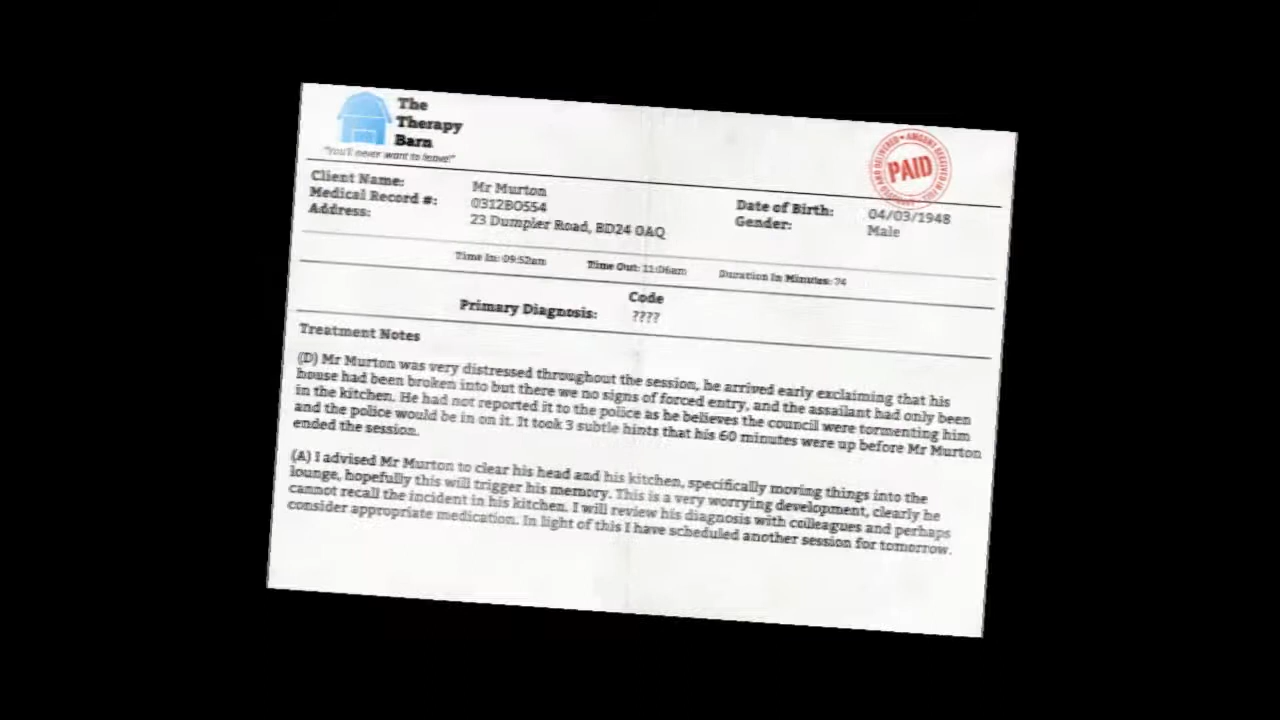 The
Therapy
Barn
"You'll never want to leave!"
PAID
Client Name: Mr Murton Date of Birth: 04/03/1948
Medical Record #: 0312BO554 Gender: Male
Address: 23 Dumpler Road, BD24 0AQ
Time In: 09:52am Time Out: 11:06am Duration In Minutes: 74
Code
Primary Diagnosis: ????
Treatment Notes
(D) Mr Murton was very distressed throughout the session, he arrived early exclaiming that his
house had been broken into but there we no signs of forced entry, and the assailant had only been
in the kitchen. He had not reported it to the police as he believes the council were tormenting him
and the police would be in on it. It took 3 subtle hints that his 60 minutes were up before Mr Murton
ended the session.
(A) I advised Mr Murton to clear his head and his kitchen, specifically moving things into the
lounge, hopefully this will trigger his memory. This is a very worrying development, clearly he
cannot recall the incident in his kitchen. I will review his diagnosis with colleagues and perhaps
consider appropriate medication. In light of this I have scheduled another session for tomorrow.